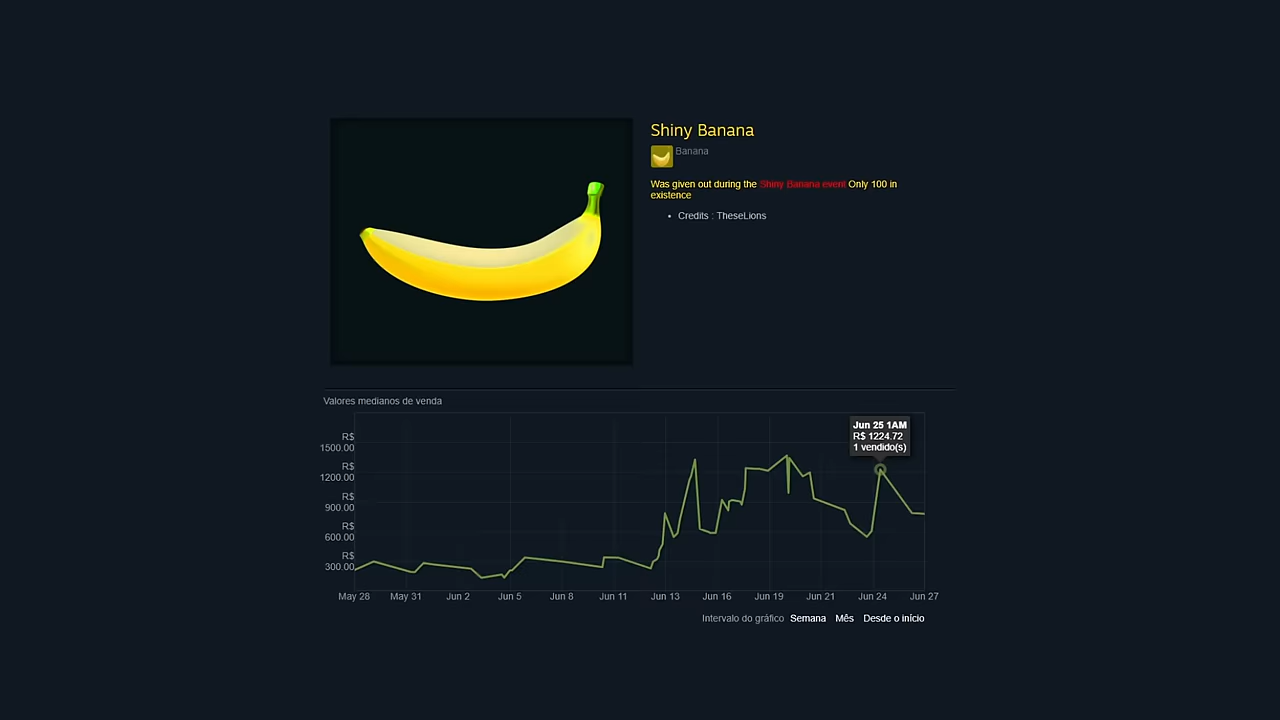 Shiny Banana
Banana
Was given out during the Shiny Banana event Only 100 in
existence
• Credits : TheseLions
Valores medianos de venda
Jun 25 1AM
R$ 1224.72
1 vendido(s)
R$
1500.00
R$
1200.00
R$
900.00
R$
600.00
R$
300.00
May 28 May 31 Jun 2 Jun 5 Jun 8 Jun 11 Jun 13 Jun 16 Jun 19 Jun 21 Jun 24 Jun 27
Intervalo do gráfico Semana Mês Desde o início